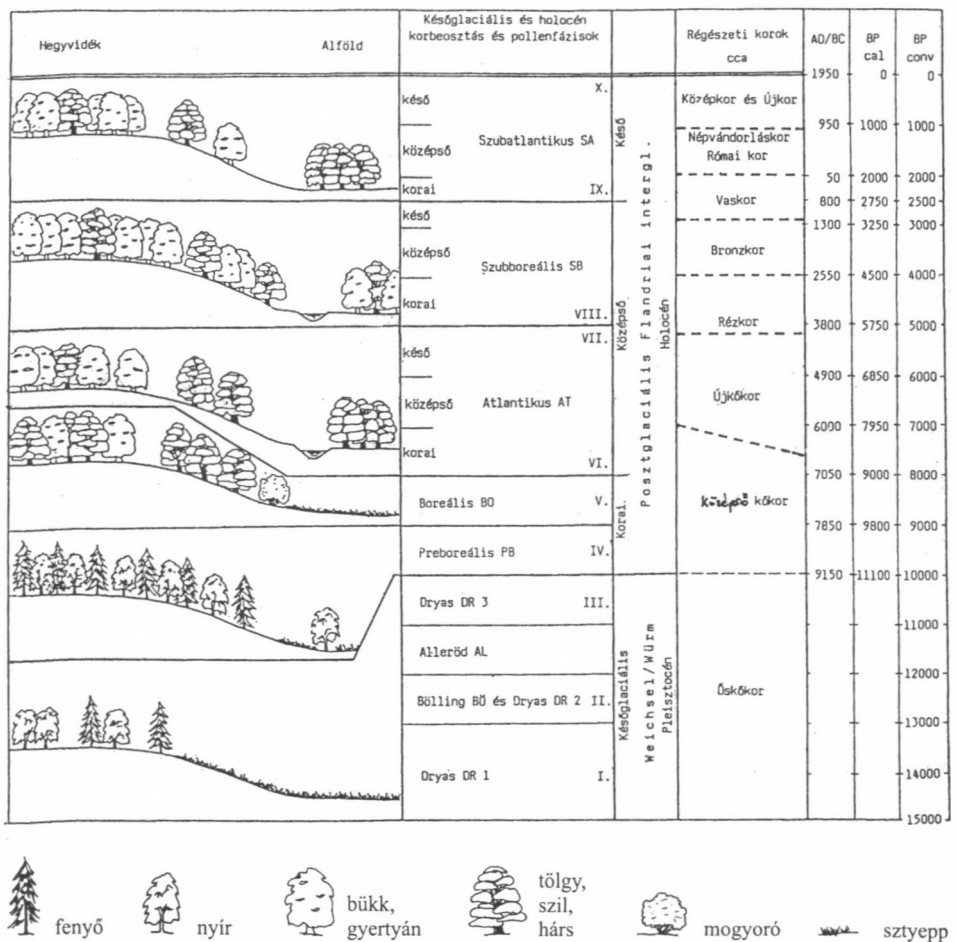 Hegyvidék
Alföld
Későglaciális és holocén
korbeosztás és pollenfázisok
Régészeti korok
cca
AD/BC
BP
cal
BP
conv
1950
0
0
X.
késő
középső
korai
Szubatlantikus SA
IX.
késő
középső
korai
Szubboreális SB
VIII.
VII.
késő
középső
korai
Atlantikus AT
VI.
Boreális BO
V.
Preboreális PB
IV.
Dryas DR 3
III.
Alleröd AL
Bölling BÖ és Dryas DR 2
II.
Dryas DR 1
I.
Késő
Középső
Korai
Későglaciális
Posztglaciális Flandriai intergl.
Holocén
Weichsel/Würm
Pleisztocén
Középkor és Újkor
Népvándorláskor
Római kor
Vaskor
Bronzkor
Rézkor
Újkőkor
Középső kőkor
Őskőkor
950
1000
1000
50
2000
2000
800
2750
2500
1300
3250
3000
2550
4500
4000
3800
5750
5000
4900
6850
6000
6000
7950
7000
7050
9000
8000
7850
9800
9000
9150
11100
10000
11000
12000
13000
14000
15000
fenyő
nyír
bükk,
gyertyán
tölgy,
szil,
hárs
mogyoró
sztyepp